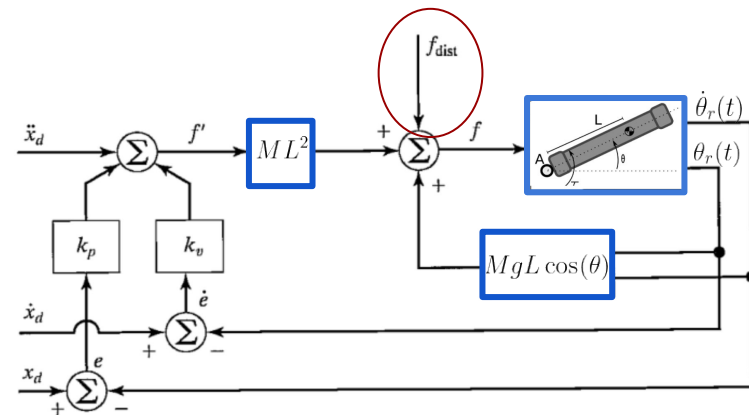 f_dist
ẍ_d
Σ
f′
ML²
+
Σ
+
f
L
A
θ
τ
θ̇_r(t)
θ_r(t)
k_p
k_v
MgL cos(θ)
ẋ_d
ė
+
Σ
−
x_d
e
+
Σ
−